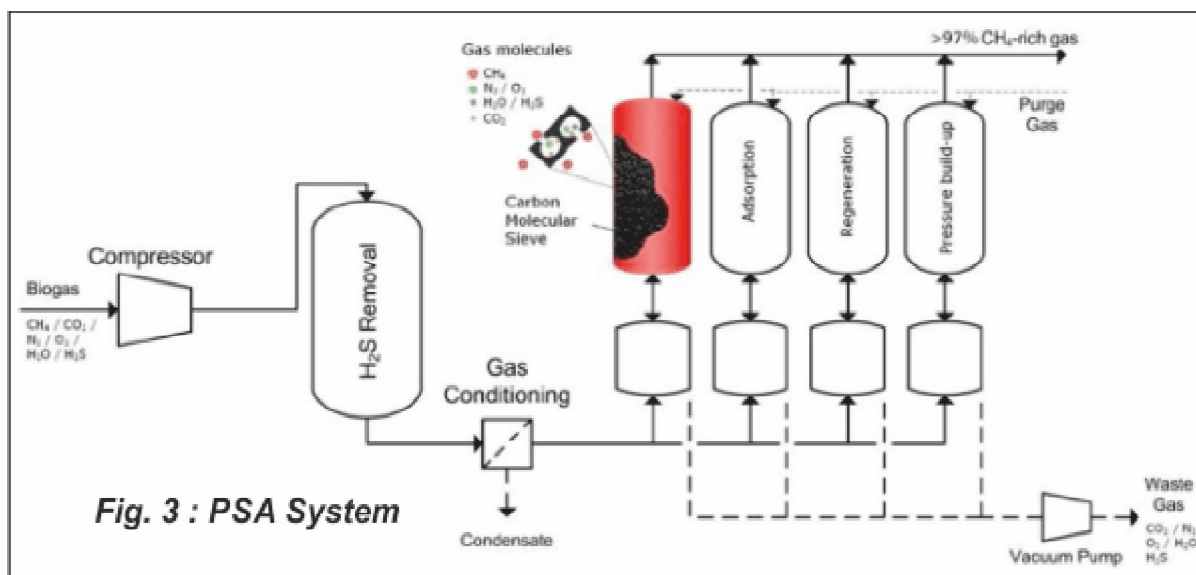 Gas molecules
CH₄
N₂ / O₂
H₂O / H₂S
CO₂
>97% CH₄-rich gas
Purge
Gas
Carbon
Molecular
Sieve
Adsorption
Regeneration
Pressure build-up
Compressor
Biogas
CH₄ / CO₂ /
N₂ / O₂ /
H₂O / H₂S
H₂S Removal
Gas
Conditioning
Condensate
Fig. 3 : PSA System
Waste
Gas
CO₂ / N₂
O₂ / H₂O
H₂S
Vacuum Pump